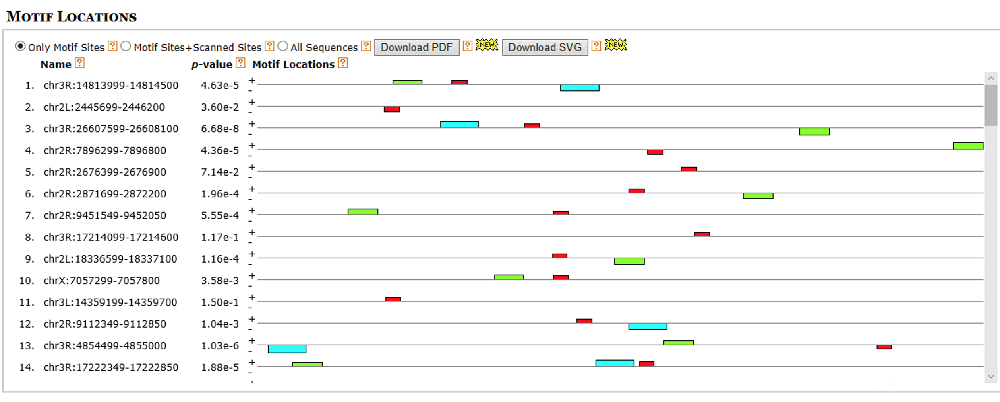 MOTIF LOCATIONS
Only Motif Sites ? Motif Sites+Scanned Sites ? All Sequences ? Download PDF ? NEW Download SVG ? NEW
Name ? p-value ? Motif Locations ?
1. chr3R:14813999-14814500 4.63e-5 + -
2. chr2L:2445699-2446200 3.60e-2 + -
3. chr3R:26607599-26608100 6.68e-8 + -
4. chr2R:7896299-7896800 4.36e-5 + -
5. chr2R:2676399-2676900 7.14e-2 + -
6. chr2R:2871699-2872200 1.96e-4 + -
7. chr2R:9451549-9452050 5.55e-4 + -
8. chr3R:17214099-17214600 1.17e-1 + -
9. chr2L:18336599-18337100 1.16e-4 + -
10. chrX:7057299-7057800 3.58e-3 + -
11. chr3L:14359199-14359700 1.50e-1 + -
12. chr2R:9112349-9112850 1.04e-3 + -
13. chr3R:4854499-4855000 1.03e-6 + -
14. chr3R:17222349-17222850 1.88e-5 + -